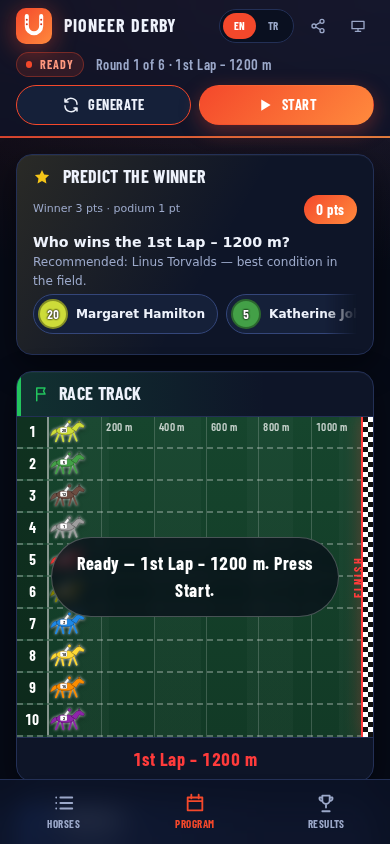 PIONEER DERBY
EN
TR
READY
Round 1 of 6 · 1st Lap – 1200 m
GENERATE
START
PREDICT THE WINNER
Winner 3 pts · podium 1 pt
0 pts
Who wins the 1st Lap – 1200 m?
Recommended: Linus Torvalds — best condition in
the field.
20 Margaret Hamilton
5 Katherine
RACE TRACK
1
200 m
400 m
600 m
800 m
1000 m
2
3
4
5
6
7
8
9
10
Ready — 1st Lap – 1200 m. Press
Start.
FINISH
1st Lap – 1200 m
HORSES
PROGRAM
RESULTS